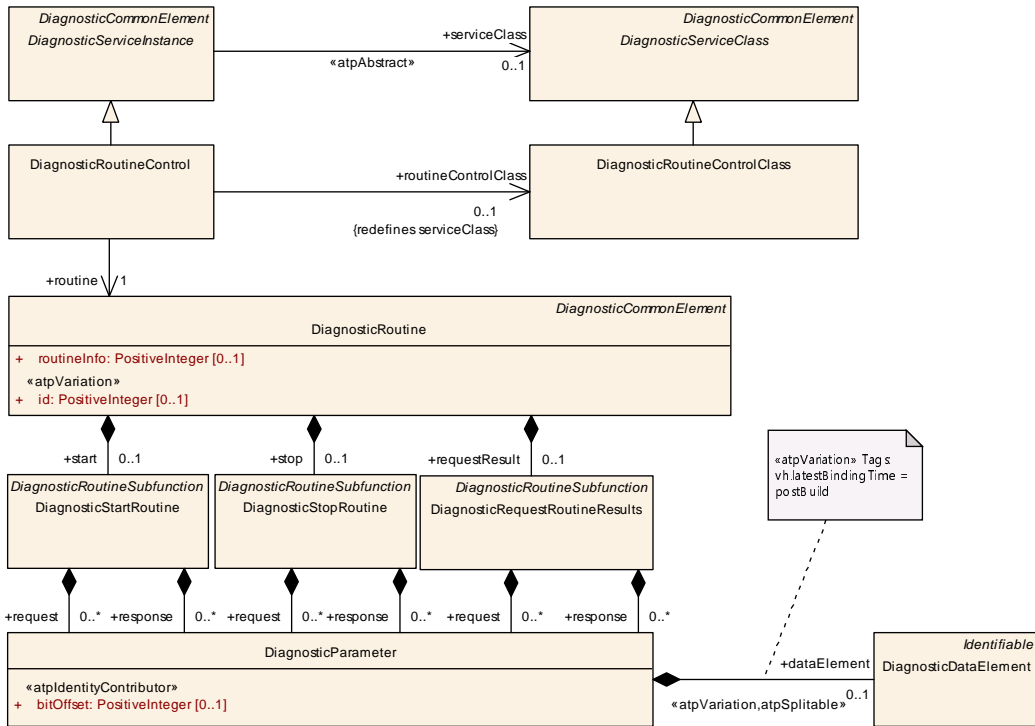 DiagnosticCommonElement
DiagnosticServiceInstance
+serviceClass
«atpAbstract»
0..1
DiagnosticCommonElement
DiagnosticServiceClass
DiagnosticRoutineControl
+routineControlClass
0..1
{redefines serviceClass}
DiagnosticRoutineControlClass
+routine
1
DiagnosticCommonElement
DiagnosticRoutine
+ routineInfo: PositiveInteger [0..1]
«atpVariation»
+ id: PositiveInteger [0..1]
+start
0..1
+stop
0..1
+requestResult
0..1
«atpVariation» Tags:
vh.latestBindingTime =
postBuild
DiagnosticRoutineSubfunction
DiagnosticStartRoutine
DiagnosticRoutineSubfunction
DiagnosticStopRoutine
DiagnosticRoutineSubfunction
DiagnosticRequestRoutineResults
+request
0..*
+response
0..*
+request
0..*
+response
0..*
+request
0..*
+response
0..*
DiagnosticParameter
«atpIdentityContributor»
+ bitOffset: PositiveInteger [0..1]
+dataElement
0..1
«atpVariation,atpSplitable»
Identifiable
DiagnosticDataElement